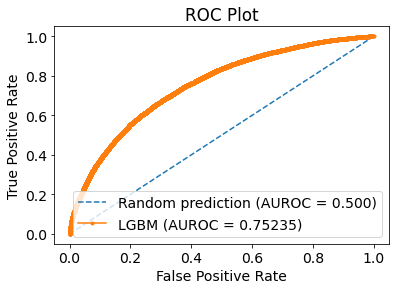 ROC Plot
True Positive Rate
1.0
0.8
0.6
0.4
0.2
0.0
Random prediction (AUROC = 0.500)
LGBM (AUROC = 0.75235)
0.0 0.2 0.4 0.6 0.8 1.0
False Positive Rate